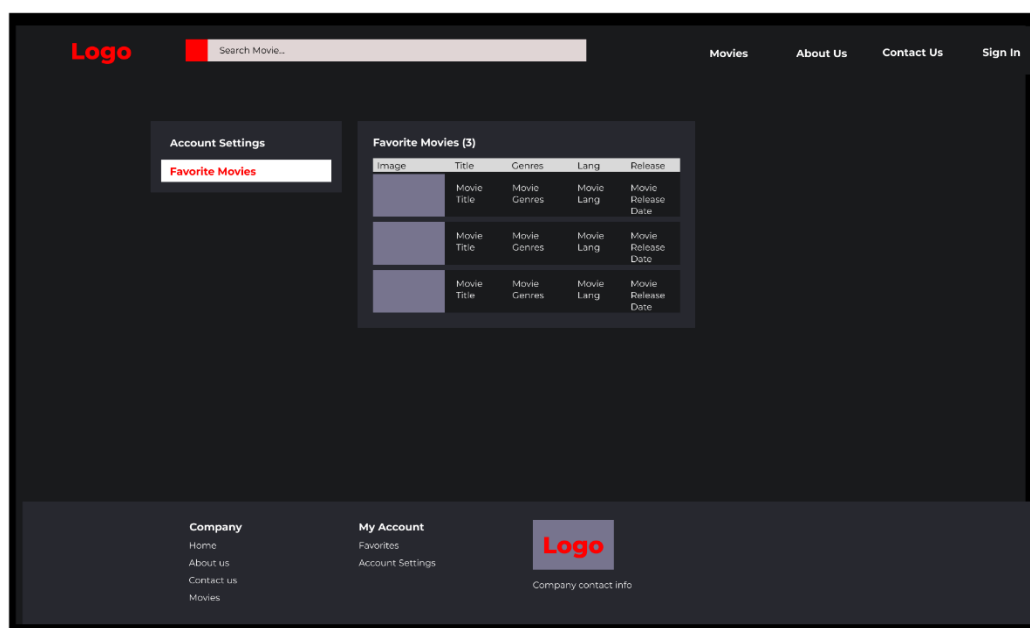 Logo
Search Movie...
Movies
About Us
Contact Us
Sign In
Account Settings
Favorite Movies
Favorite Movies (3)
Image Title Genres Lang Release
Movie Movie Movie Movie
Title Genres Lang Release
Date
Movie Movie Movie Movie
Title Genres Lang Release
Date
Movie Movie Movie Movie
Title Genres Lang Release
Date
Company
Home
About us
Contact us
Movies
My Account
Favorites
Account Settings
Logo
Company contact info